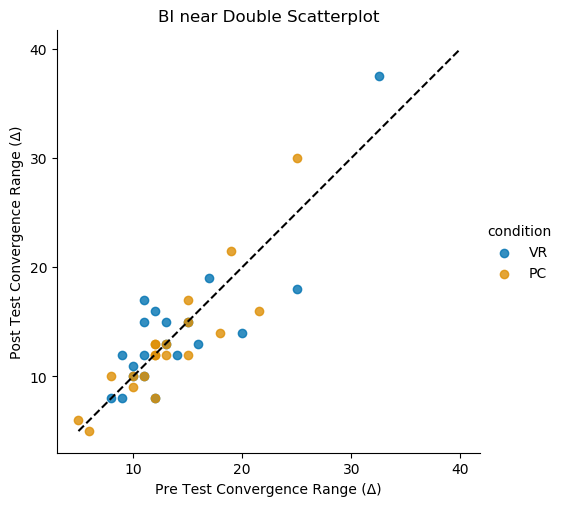 BI near Double Scatterplot
40
30
20
10
Post Test Convergence Range (Δ)
10 20 30 40
Pre Test Convergence Range (Δ)
condition
VR
PC